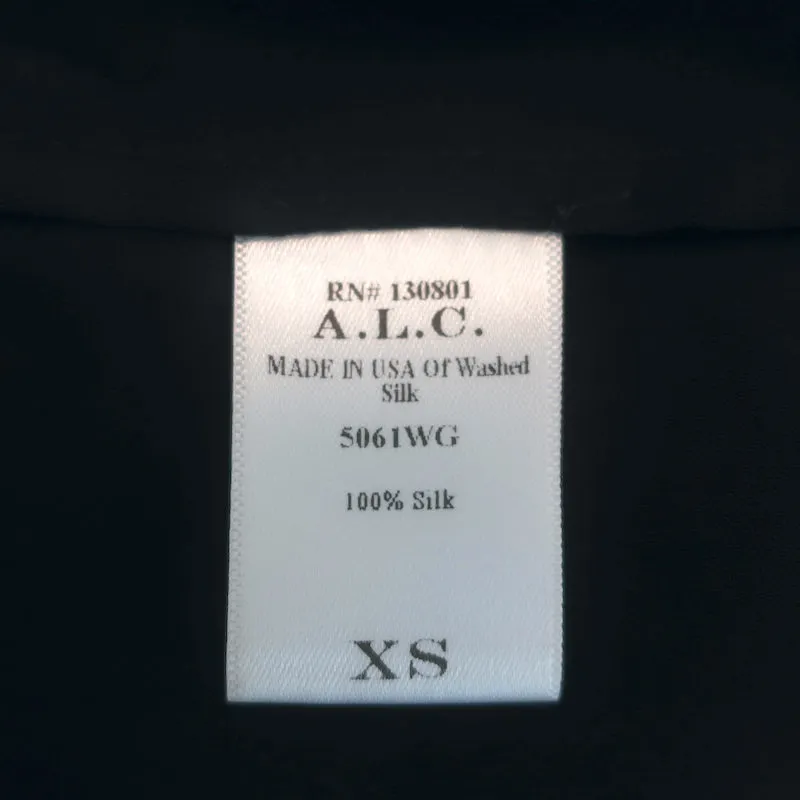 RN# 130801
A.L.C.
MADE IN USA Of Washed
Silk
5061WG
100% Silk
XS